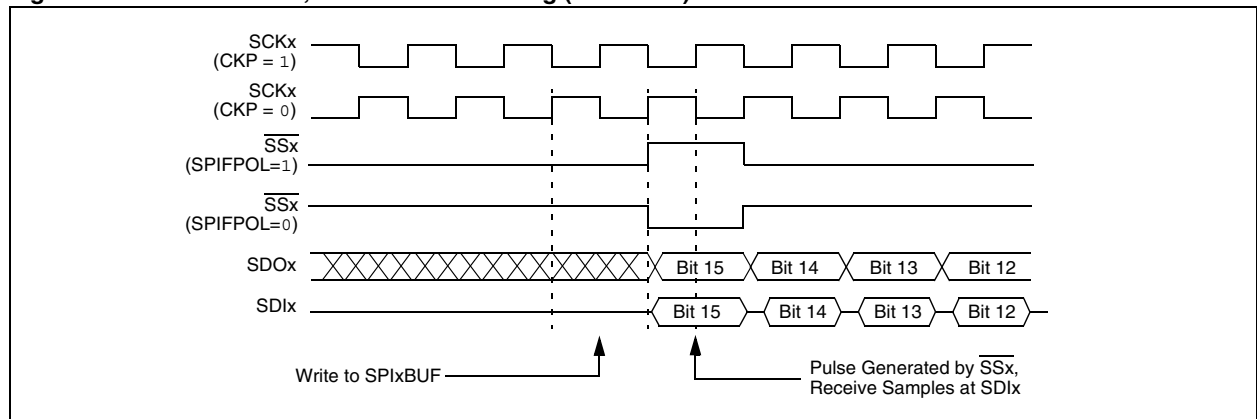 SCKx
(CKP = 1)
SCKx
(CKP = 0)
SSx
(SPIFPOL=1)
SSx
(SPIFPOL=0)
SDOx
Bit 15 Bit 14 Bit 13 Bit 12
SDIx
Bit 15 Bit 14 Bit 13 Bit 12
Write to SPIxBUF
Pulse Generated by SSx,
Receive Samples at SDIx